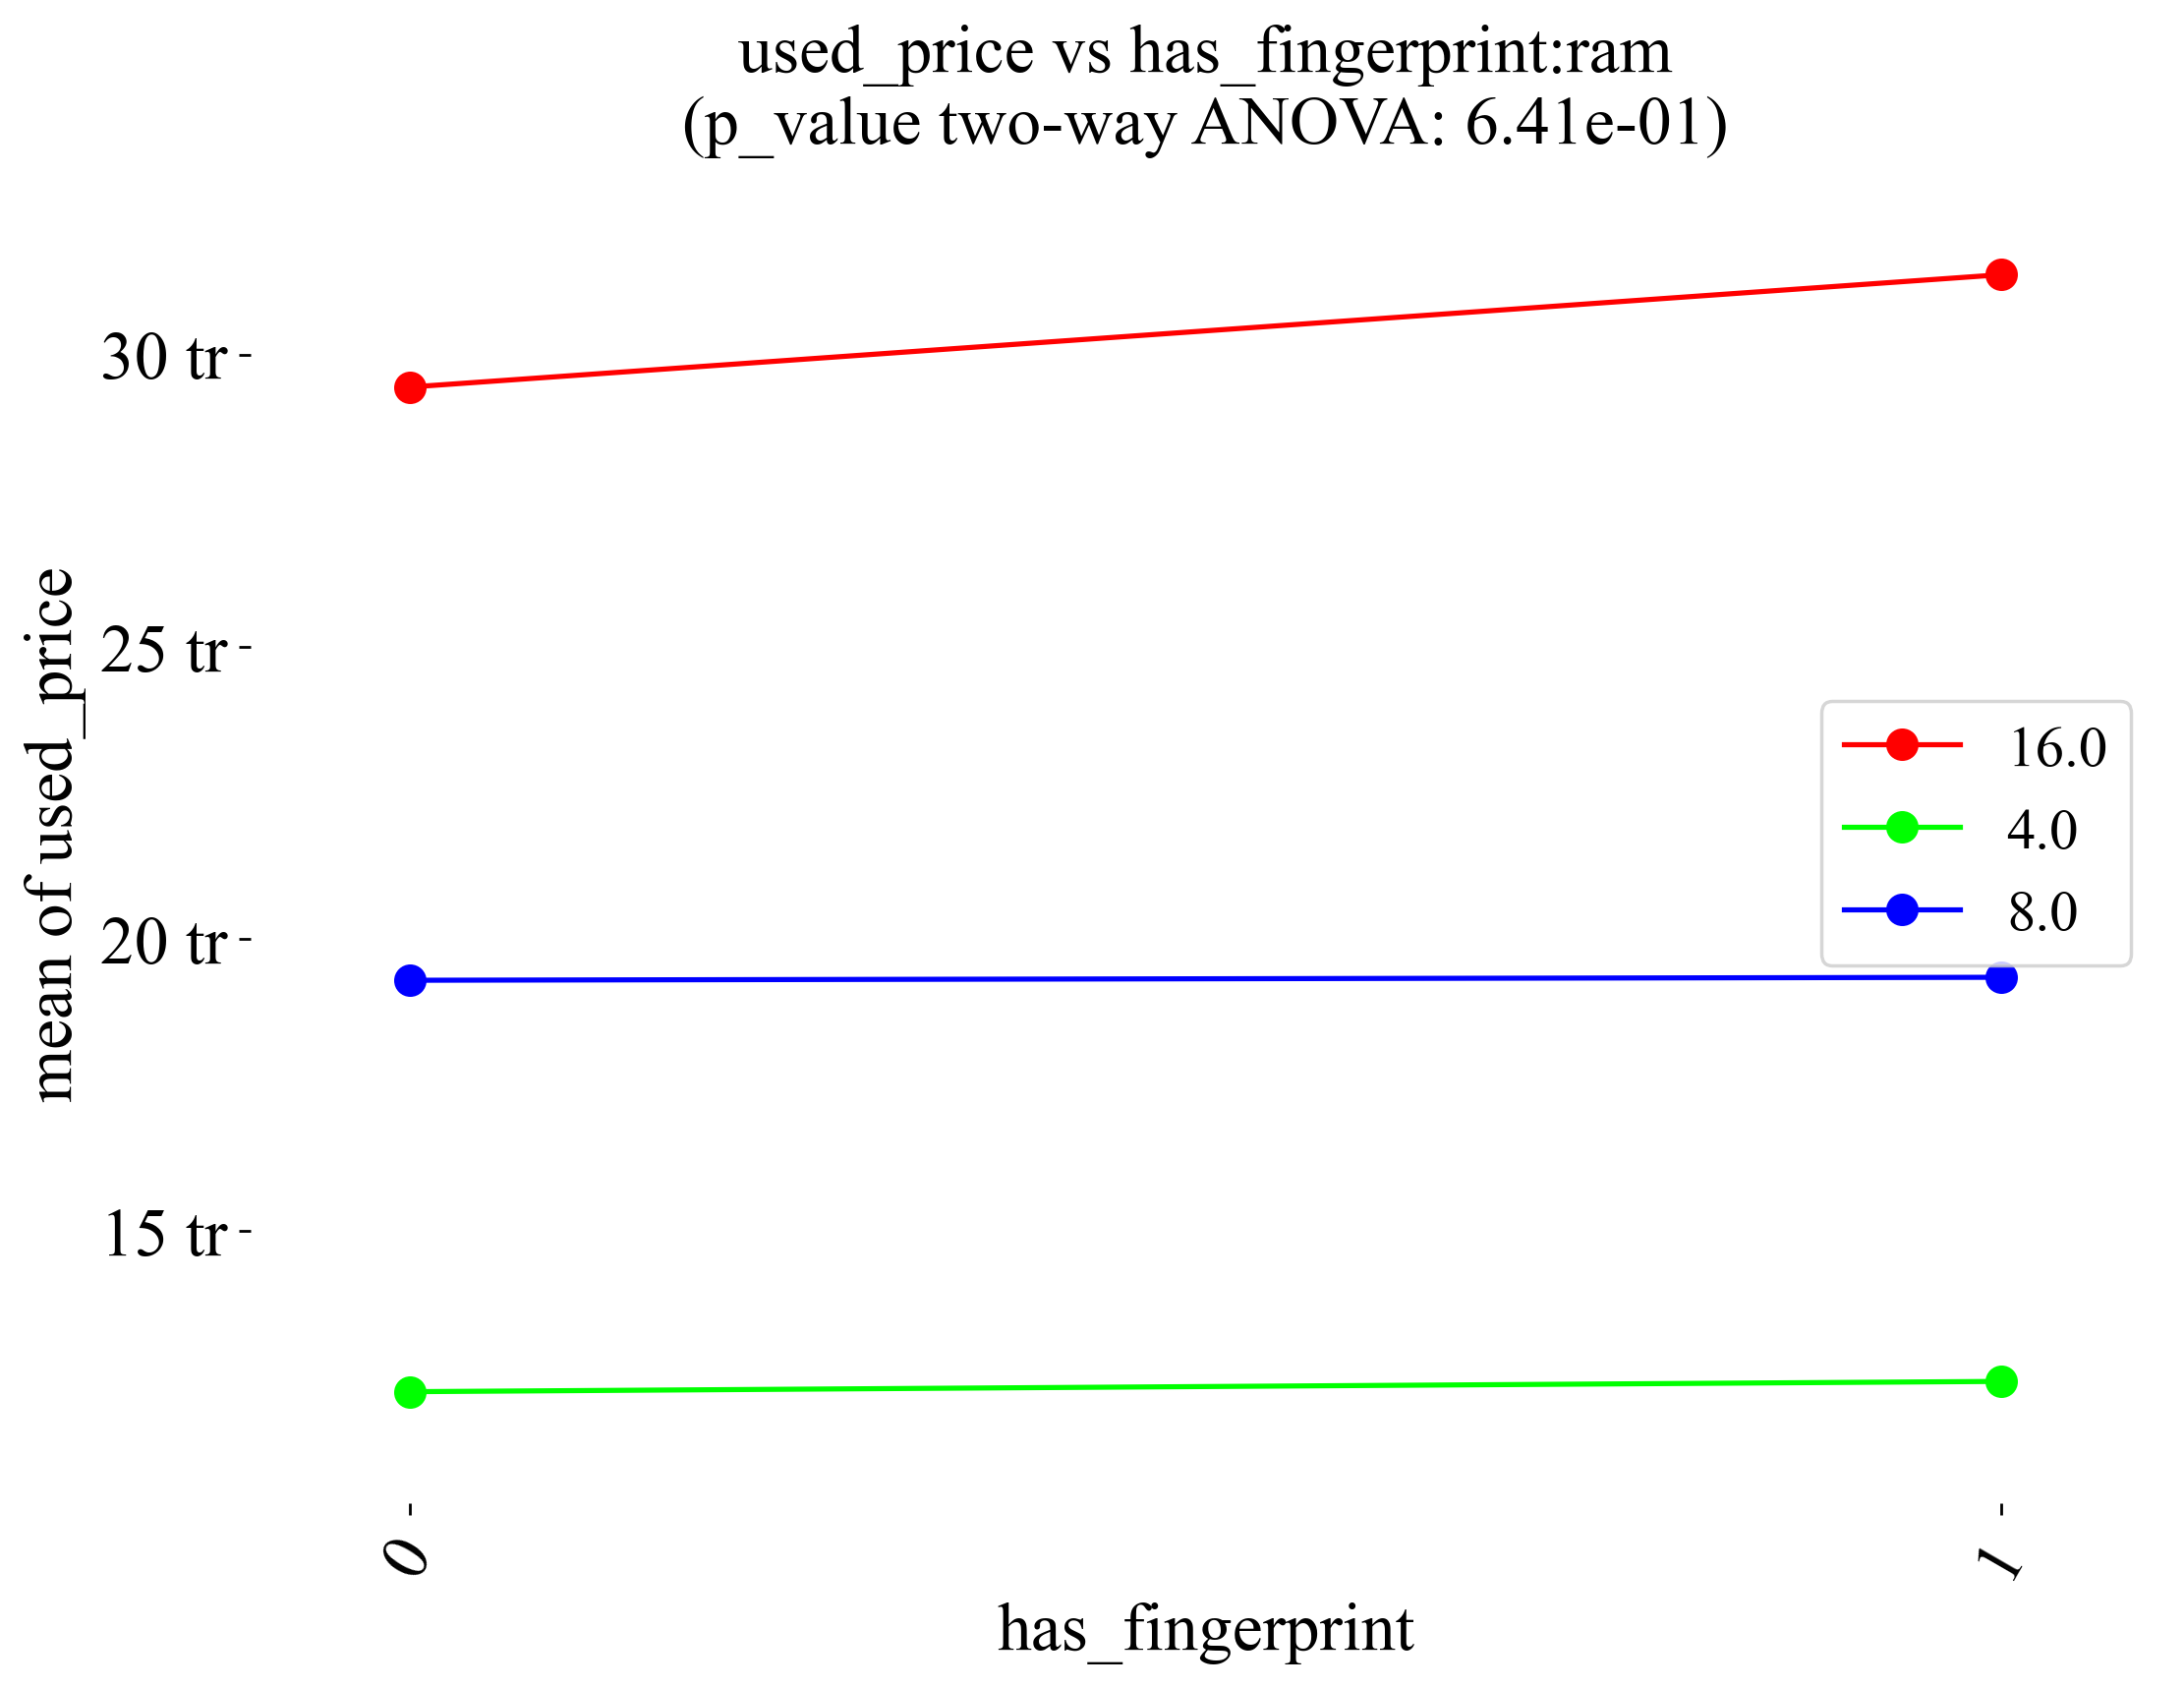 used_price vs has_fingerprint:ram
(p_value two-way ANOVA: 6.41e-01)
mean of used_price
30 tr
25 tr
20 tr
15 tr
16.0
4.0
8.0
0
1
has_fingerprint